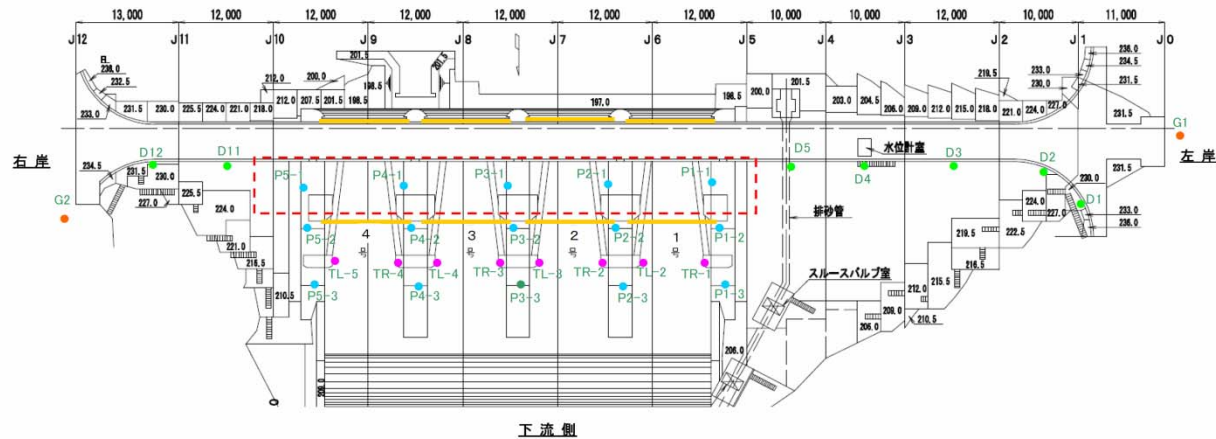 13,000 12,000 12,000 12,000 12,000 12,000 12,000 10,000 10,000 12,000 10,000 11,000
J12 J11 J10 J9 J8 J7 J6 J5 J4 J3 J2 J1 J0
236.0 232.5 233.0 231.5 230.0 225.5 224.0 221.0 218.0 212.0 212.0 207.5 200.0 201.5 198.5
201.5 198.5 201.5 197.0 198.5 200.0 201.5
203.0 204.5 206.0 209.0 212.0 215.0 218.0 219.5 221.0 224.0 227.0 230.0 233.0 236.0 234.5 231.5 231.5
G1
右岸
左岸
水位計室
D12 D11 D5 D4 D3 D2 D1
P5-1 P4-1 P3-1 P2-1 P1-1
234.5 231.5 230.0 227.0 225.5 224.0 221.0 216.5 210.5
G2
排砂管
230.0 231.5 224.0 227.0 233.0 236.0 222.5 219.5 216.5 215.5 212.0 210.5 209.0 206.0
P5-2 P4-2 P3-2 P2-2 P1-2
4号 3号 2号 1号
TL-5 TR-4 TL-4 TR-3 TL-3 TR-2 TL-2 TR-1
スルースバルブ室
P5-3 P4-3 P3-3 P2-3 P1-3
209.0
206.0
下流側